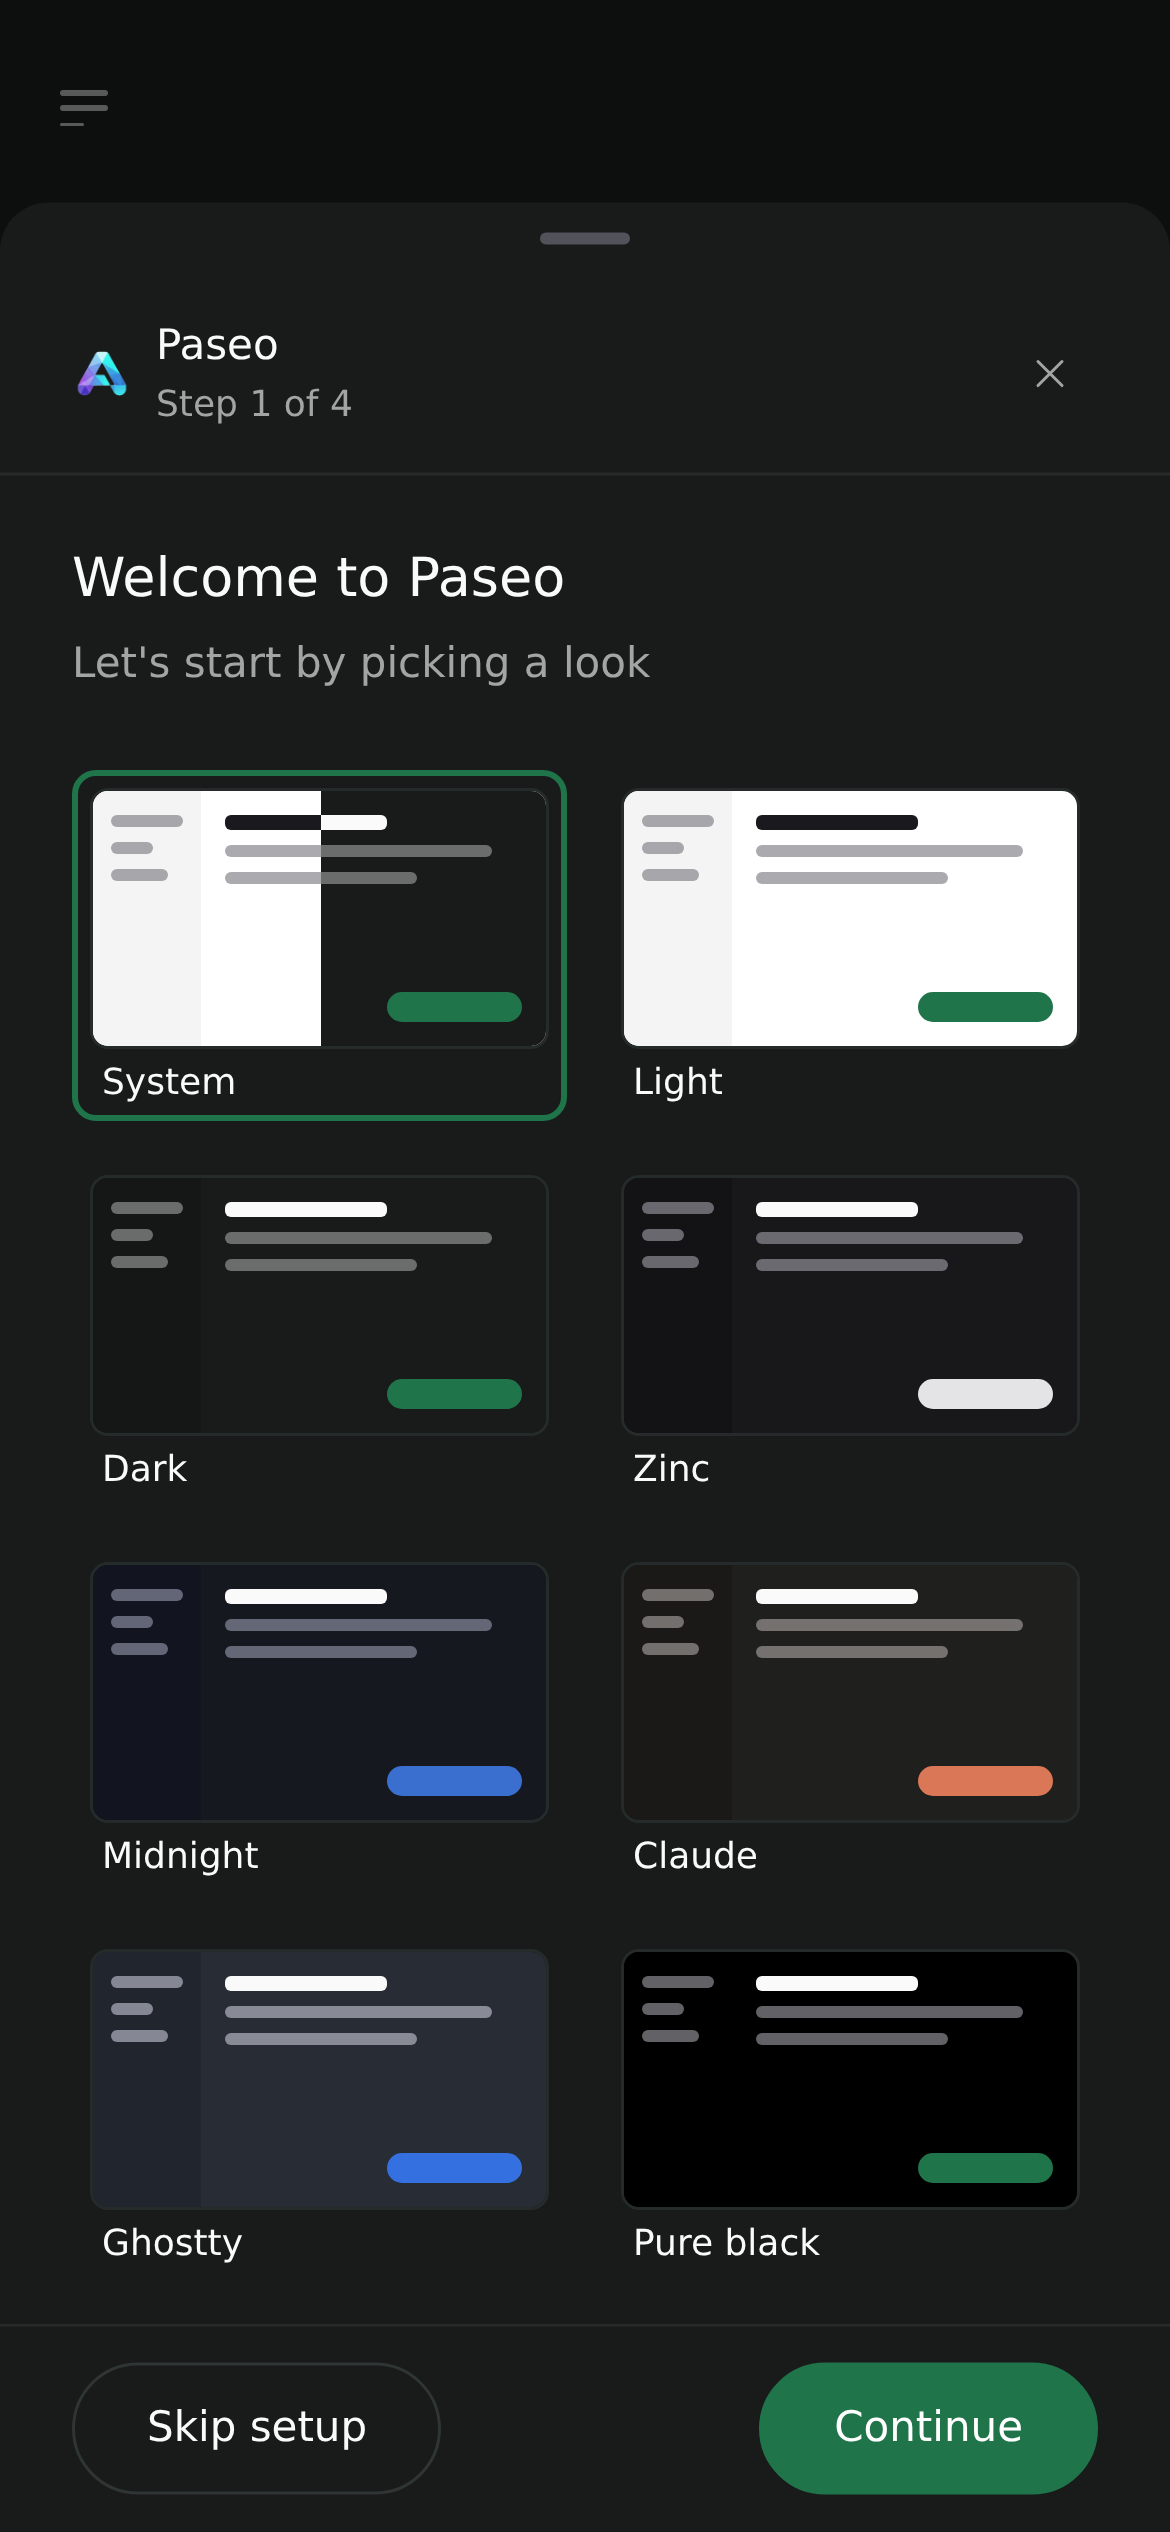 Paseo
Step 1 of 4
Welcome to Paseo
Let's start by picking a look
System
Light
Dark
Zinc
Midnight
Claude
Ghostty
Pure black
Skip setup
Continue